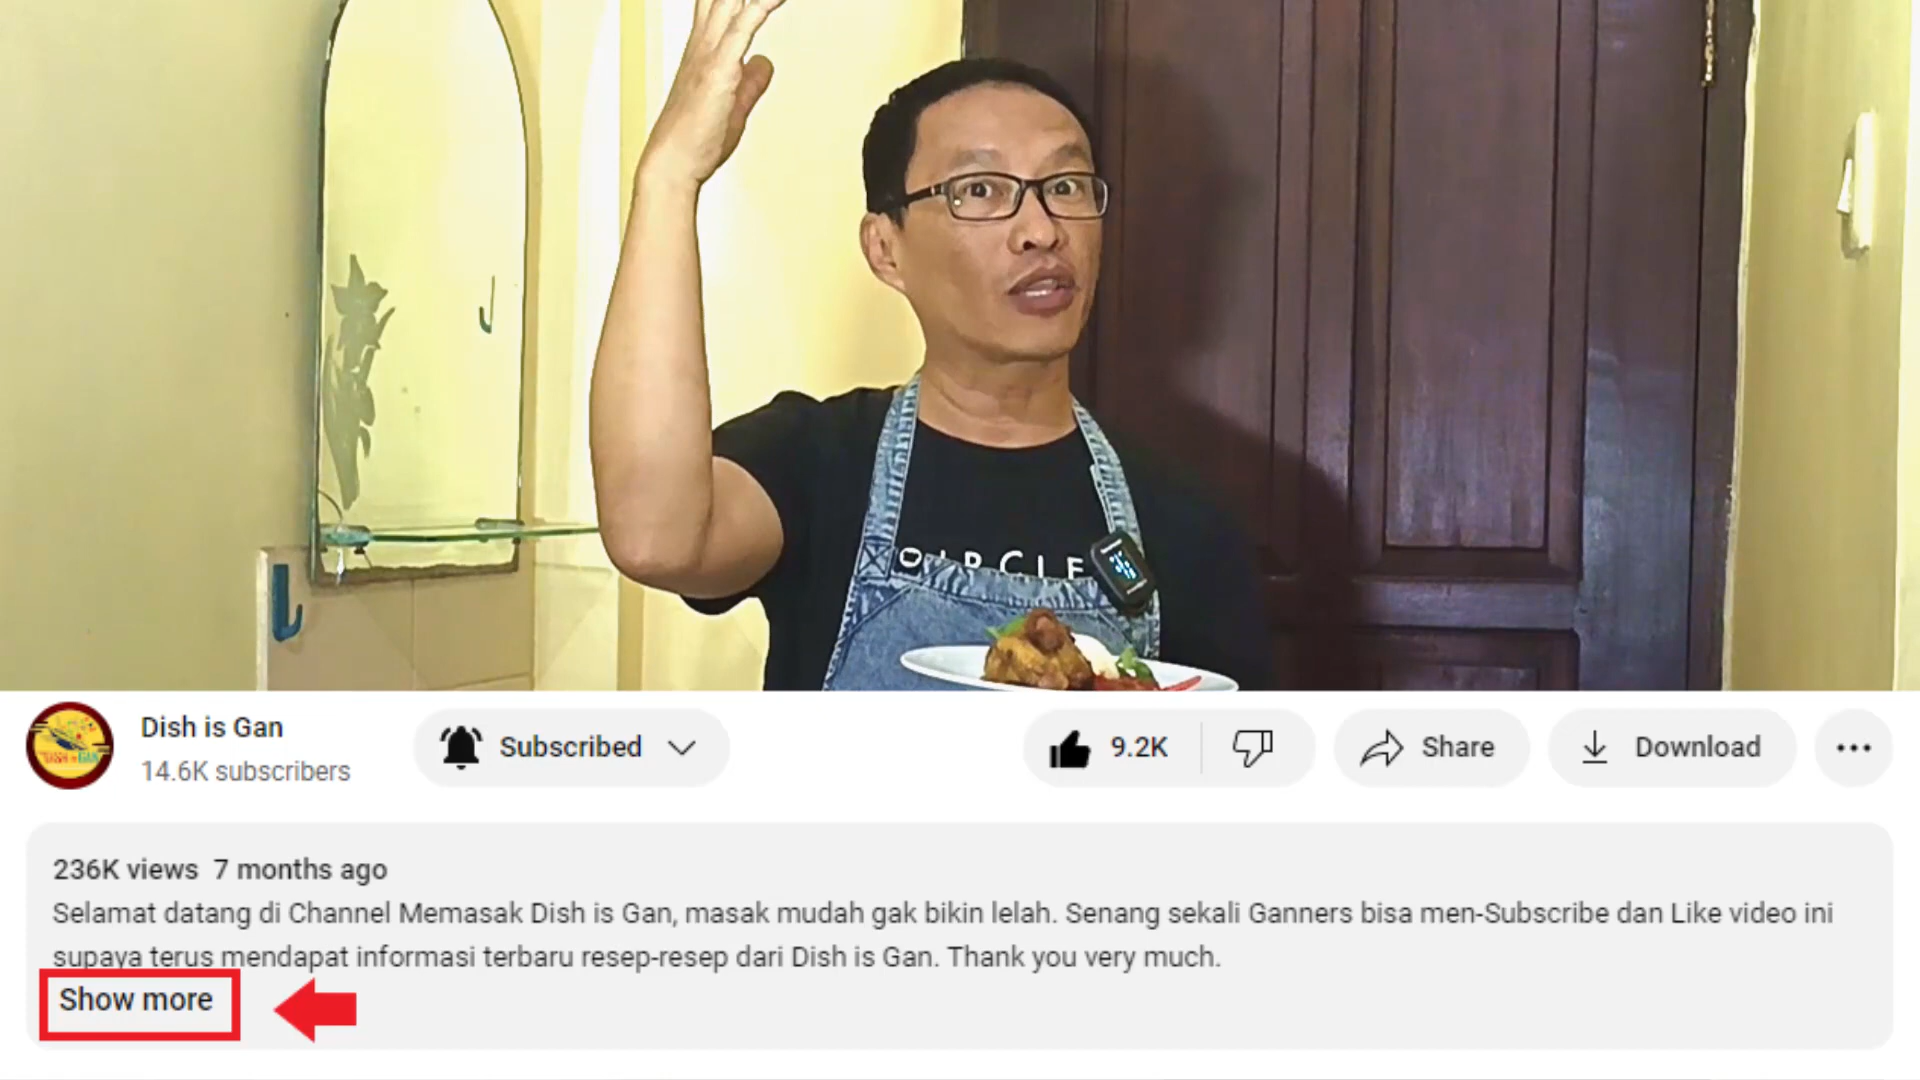 CIRCLE
Dish is Gan
14.6K subscribers
Subscribed
9.2K
Share
Download
236K views 7 months ago
Selamat datang di Channel Memasak Dish is Gan, masak mudah gak bikin lelah. Senang sekali Ganners bisa men-Subscribe dan Like video ini
supaya terus mendapat informasi terbaru resep-resep dari Dish is Gan. Thank you very much.
Show more